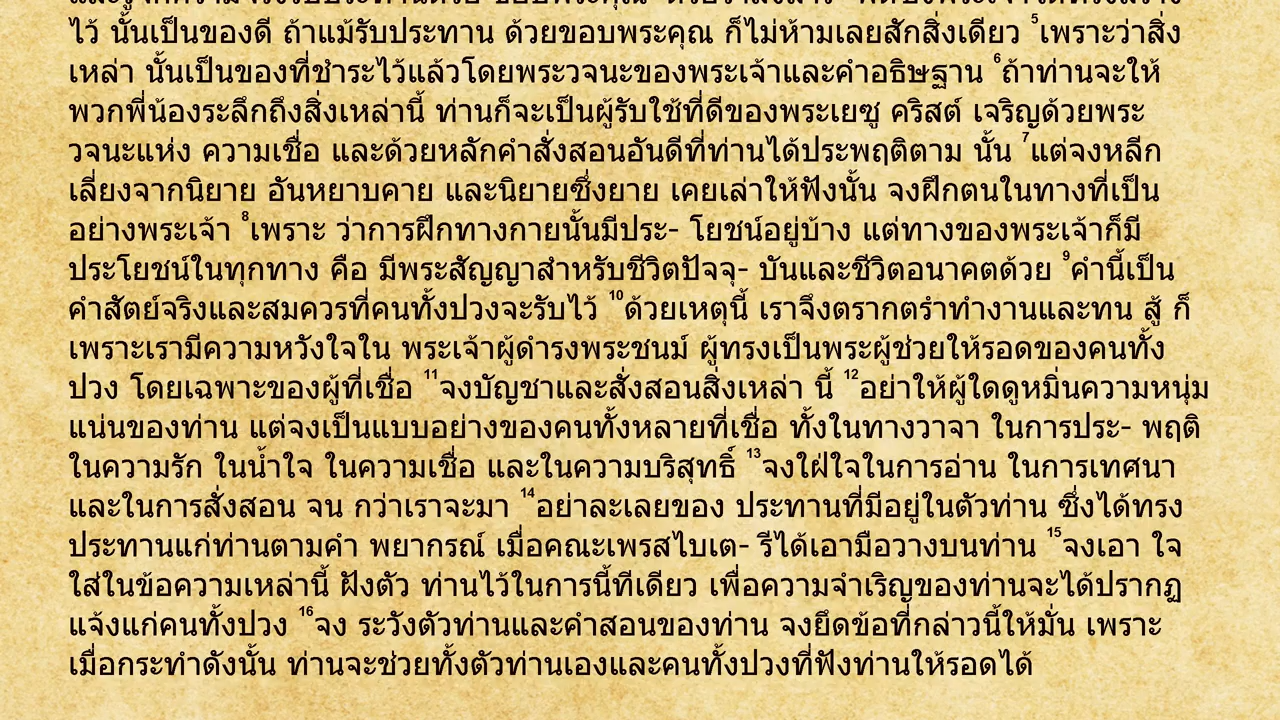 ไว้ นั้นเป็นของดี ถ้าแม้รับประทาน ด้วยขอบพระคุณ ก็ไม่ห้ามเลยสักสิ่งเดียว 5เพราะว่าสิ่ง
เหล่า นั้นเป็นของที่ชำระไว้แล้วโดยพระวจนะของพระเจ้าและคำอธิษฐาน 6ถ้าท่านจะให้
พวกพี่น้องระลึกถึงสิ่งเหล่านี้ ท่านก็จะเป็นผู้รับใช้ที่ดีของพระเยซู คริสต์ เจริญด้วยพระ
วจนะแห่ง ความเชื่อ และด้วยหลักคำสั่งสอนอันดีที่ท่านได้ประพฤติตาม นั้น 7แต่จงหลีก
เลี่ยงจากนิยาย อันหยาบคาย และนิยายซึ่งยาย เคยเล่าให้ฟังนั้น จงฝึกตนในทางที่เป็น
อย่างพระเจ้า 8เพราะ ว่าการฝึกทางกายนั้นมีประ- โยชน์อยู่บ้าง แต่ทางของพระเจ้าก็มี
ประโยชน์ในทุกทาง คือ มีพระสัญญาสำหรับชีวิตปัจจุ- บันและชีวิตอนาคตด้วย 9คำนี้เป็น
คำสัตย์จริงและสมควรที่คนทั้งปวงจะรับไว้ 10ด้วยเหตุนี้ เราจึงตรากตรำทำงานและทน สู้ ก็
เพราะเรามีความหวังใจใน พระเจ้าผู้ดำรงพระชนม์ ผู้ทรงเป็นพระผู้ช่วยให้รอดของคนทั้ง
ปวง โดยเฉพาะของผู้ที่เชื่อ 11จงบัญชาและสั่งสอนสิ่งเหล่า นี้ 12อย่าให้ผู้ใดดูหมิ่นความหนุ่ม
แน่นของท่าน แต่จงเป็นแบบอย่างของคนทั้งหลายที่เชื่อ ทั้งในทางวาจา ในการประ- พฤติ
ในความรัก ในน้ำใจ ในความเชื่อ และในความบริสุทธิ์ 13จงใฝ่ใจในการอ่าน ในการเทศนา
และในการสั่งสอน จน กว่าเราจะมา 14อย่าละเลยของ ประทานที่มีอยู่ในตัวท่าน ซึ่งได้ทรง
ประทานแก่ท่านตามคำ พยากรณ์ เมื่อคณะเพรสไบเต- รีได้เอามือวางบนท่าน 15จงเอา ใจ
ใส่ในข้อความเหล่านี้ ฝังตัว ท่านไว้ในการนี้ทีเดียว เพื่อความจำเริญของท่านจะได้ปรากฏ
แจ้งแก่คนทั้งปวง 16จง ระวังตัวท่านและคำสอนของท่าน จงยึดข้อที่กล่าวนี้ให้มั่น เพราะ
เมื่อกระทำดังนั้น ท่านจะช่วยทั้งตัวท่านเองและคนทั้งปวงที่ฟังท่านให้รอดได้